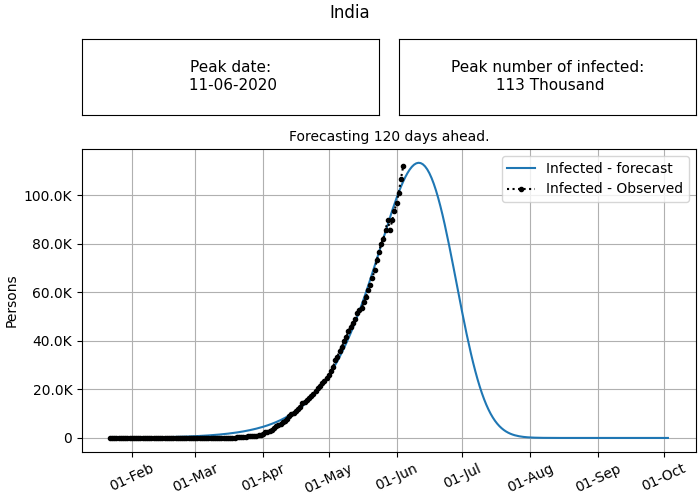 India
Peak date:
11-06-2020
Peak number of infected:
113 Thousand
Forecasting 120 days ahead.
Infected - forecast
Infected - Observed
100.0K
80.0K
60.0K
40.0K
20.0K
0
Persons
01-Feb
01-Mar
01-Apr
01-May
01-Jun
01-Jul
01-Aug
01-Sep
01-Oct